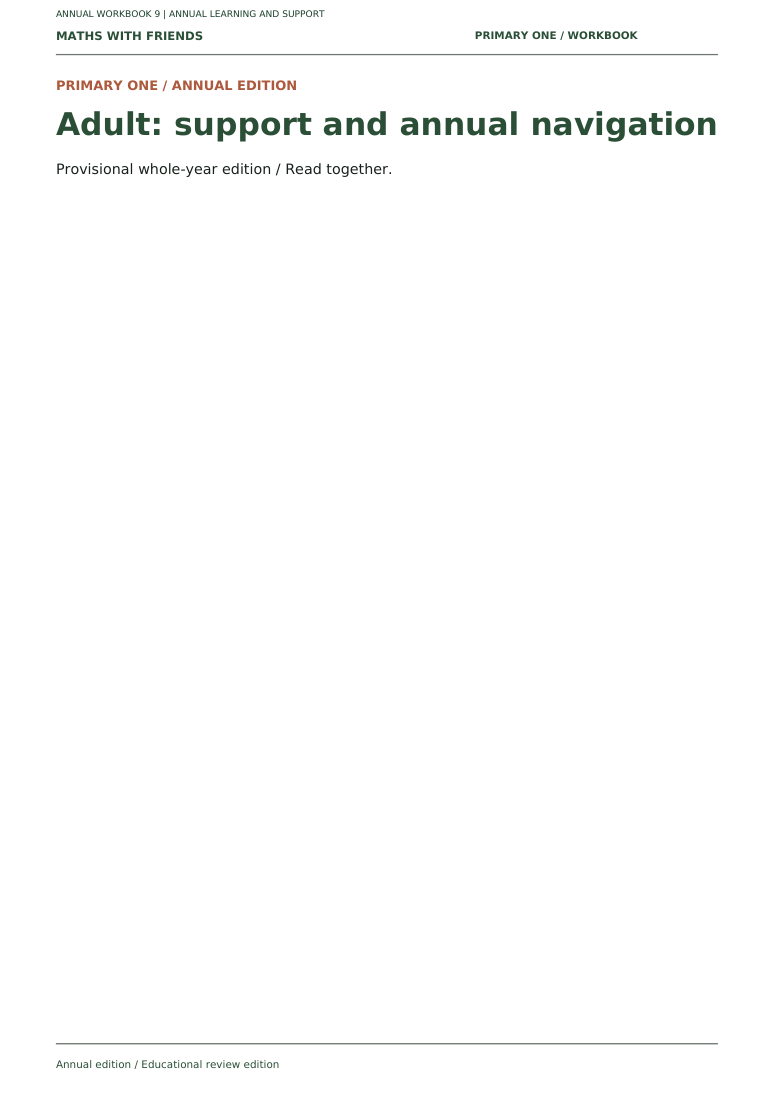 ANNUAL WORKBOOK 9 | ANNUAL LEARNING AND SUPPORT
MATHS WITH FRIENDS
PRIMARY ONE / WORKBOOK
PRIMARY ONE / ANNUAL EDITION
Adult: support and annual navigation
Provisional whole-year edition / Read together.
Annual edition / Educational review edition